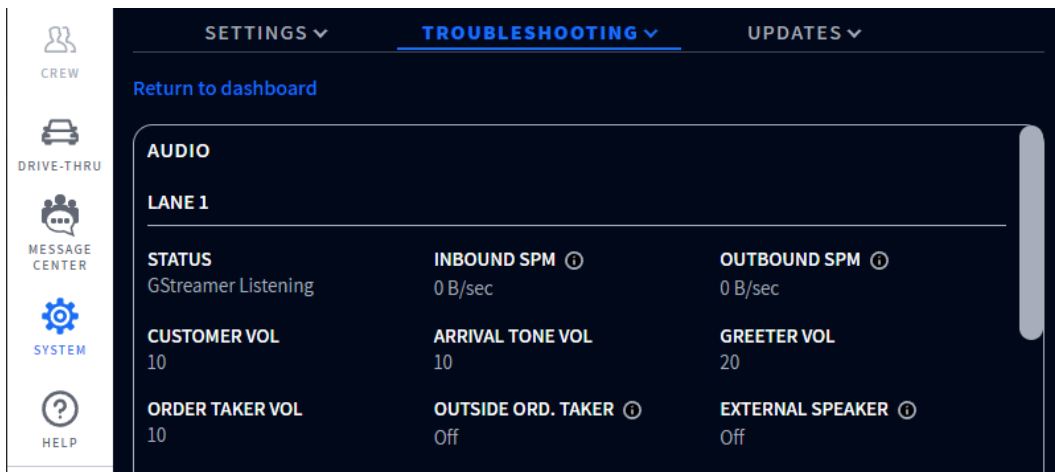 CREW
DRIVE-THRU
MESSAGE
CENTER
SYSTEM
HELP
SETTINGS
TROUBLESHOOTING
UPDATES
Return to dashboard
AUDIO
LANE 1
STATUS
GStreamer Listening
INBOUND SPM
0 B/sec
OUTBOUND SPM
0 B/sec
CUSTOMER VOL
10
ARRIVAL TONE VOL
10
GREETER VOL
20
ORDER TAKER VOL
10
OUTSIDE ORD. TAKER
Off
EXTERNAL SPEAKER
Off